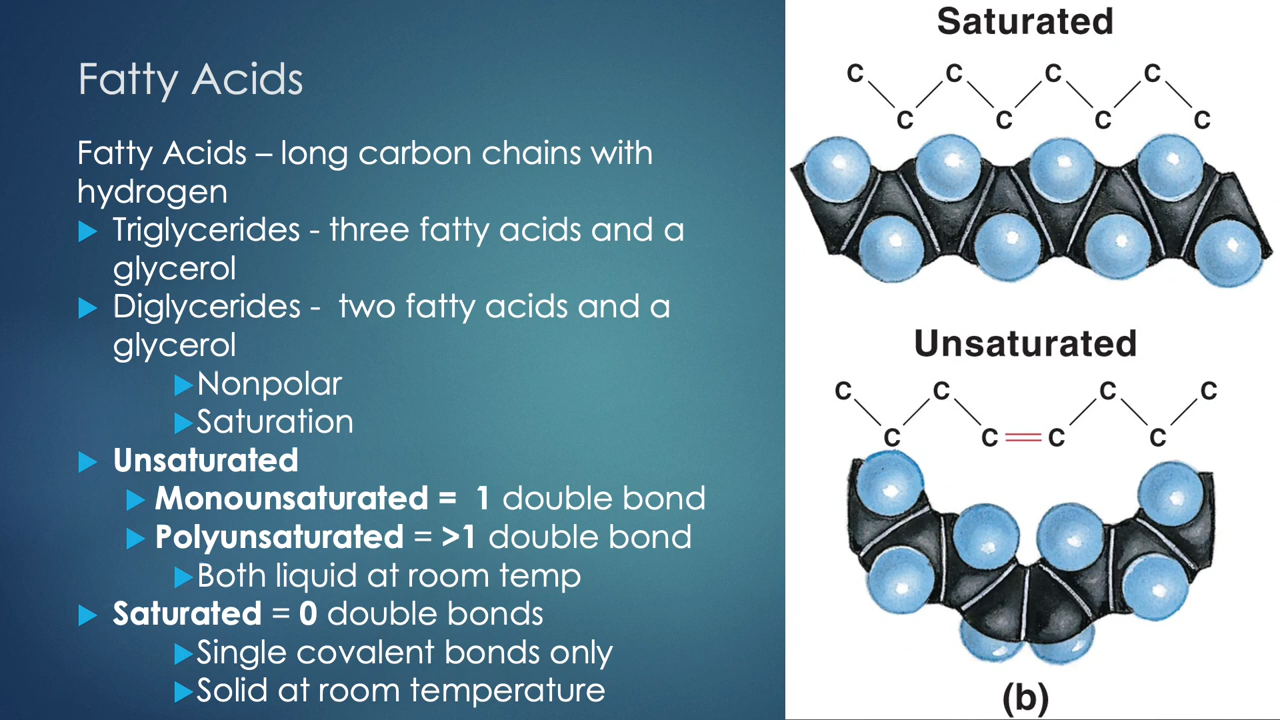 Fatty Acids
Fatty Acids – long carbon chains with
hydrogen
Triglycerides - three fatty acids and a
glycerol
Diglycerides -  two fatty acids and a
glycerol
Nonpolar
Saturation
Unsaturated
Monounsaturated =  1 double bond
Polyunsaturated = >1 double bond
Both liquid at room temp
Saturated = 0 double bonds
Single covalent bonds only
Solid at room temperature
Saturated
C C C C
C C C C
Unsaturated
C C C C
C C C C
(b)